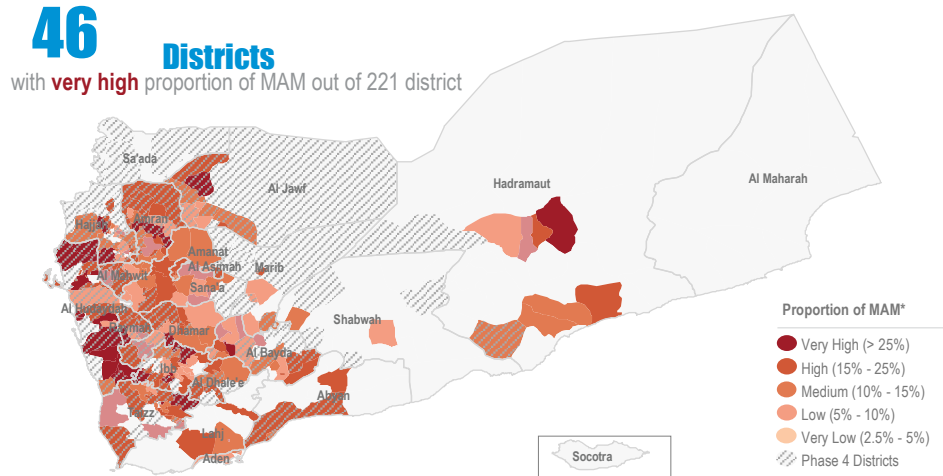 46
Districts
with very high proportion of MAM out of 221 district
Sa'ada
Al Jawf
Hadramaut
Al Maharah
Hajjah
Amran
Amanat
Al Asimah
Marib
Al Mahwit
Sana'a
Al Hudaydah
Shabwah
Raymah
Dhamar
Al Bayda
Ibb
Al Dhale'e
Abyan
Taizz
Lahj
Aden
Socotra
Proportion of MAM*
Very High (> 25%)
High (15% - 25%)
Medium (10% - 15%)
Low (5% - 10%)
Very Low (2.5% - 5%)
Phase 4 Districts